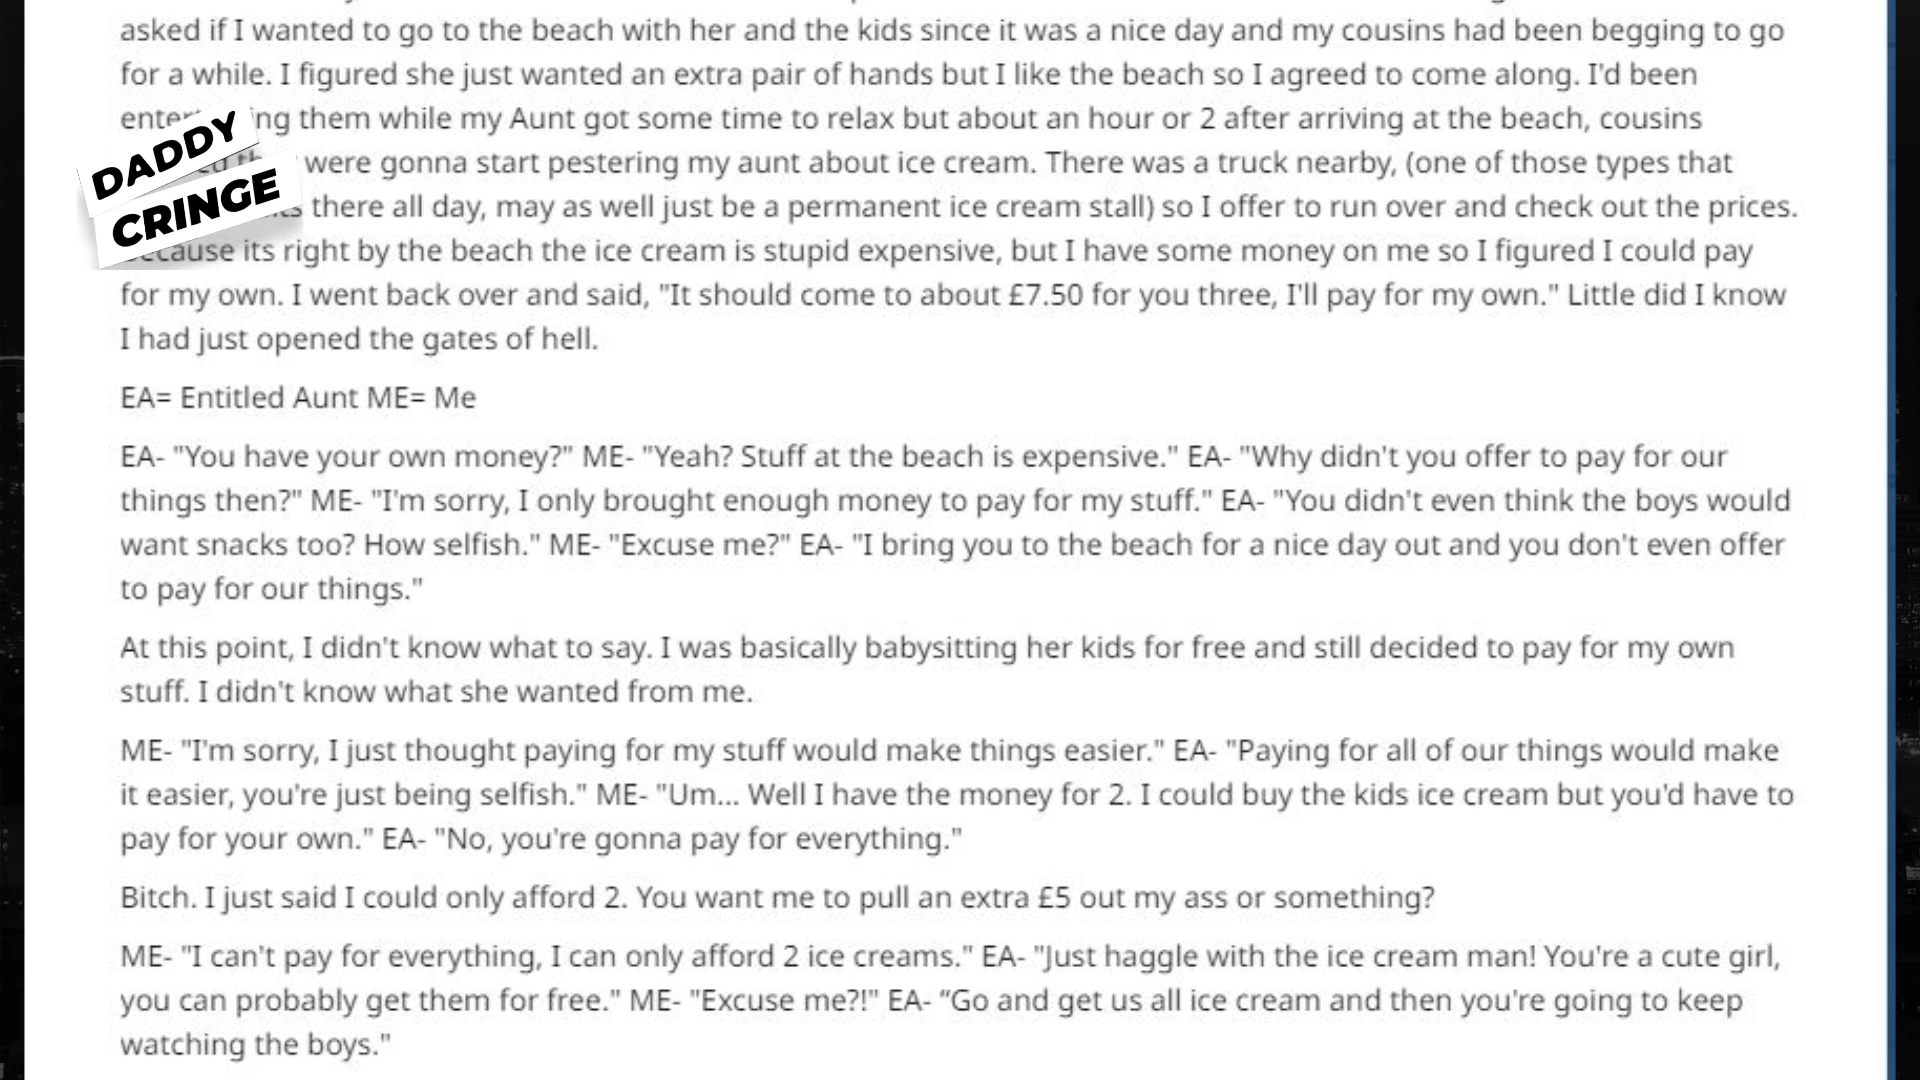 asked if I wanted to go to the beach with her and the kids since it was a nice day and my cousins had been begging to go
for a while. I figured she just wanted an extra pair of hands but I like the beach so I agreed to come along. I'd been
them while my Aunt got some time to relax but about an hour or 2 after arriving at the beach, cousins
DADDY
were gonna start pestering my aunt about ice cream. There was a truck nearby, (one of those types that
CRINGE
there all day, may as well just be a permanent ice cream stall) so I offer to run over and check out the prices.
its right by the beach the ice cream is stupid expensive, but I have some money on me so I figured I could pay
for my own. I went back over and said, "It should come to about £7.50 for you three, I'll pay for my own." Little did I know
I had just opened the gates of hell.
EA= Entitled Aunt ME= Me
EA- "You have your own money?" ME- "Yeah? Stuff at the beach is expensive." EA- "Why didn't you offer to pay for our
things then?" ME- "I'm sorry, I only brought enough money to pay for my stuff." EA- "You didn't even think the boys would
want snacks too? How selfish." ME- "Excuse me?" EA- "I bring you to the beach for a nice day out and you don't even offer
to pay for our things."
At this point, I didn't know what to say. I was basically babysitting her kids for free and still decided to pay for my own
stuff. I didn't know what she wanted from me.
ME- "I'm sorry, I just thought paying for my stuff would make things easier." EA- "Paying for all of our things would make
it easier, you're just being selfish." ME- "Um... Well I have the money for 2. I could buy the kids ice cream but you'd have to
pay for your own." EA- "No, you're gonna pay for everything."
Bitch. I just said I could only afford 2. You want me to pull an extra £5 out my ass or something?
ME- "I can't pay for everything, I can only afford 2 ice creams." EA- "Just haggle with the ice cream man! You're a cute girl,
you can probably get them for free." ME- "Excuse me?!" EA- “Go and get us all ice cream and then you're going to keep
watching the boys."